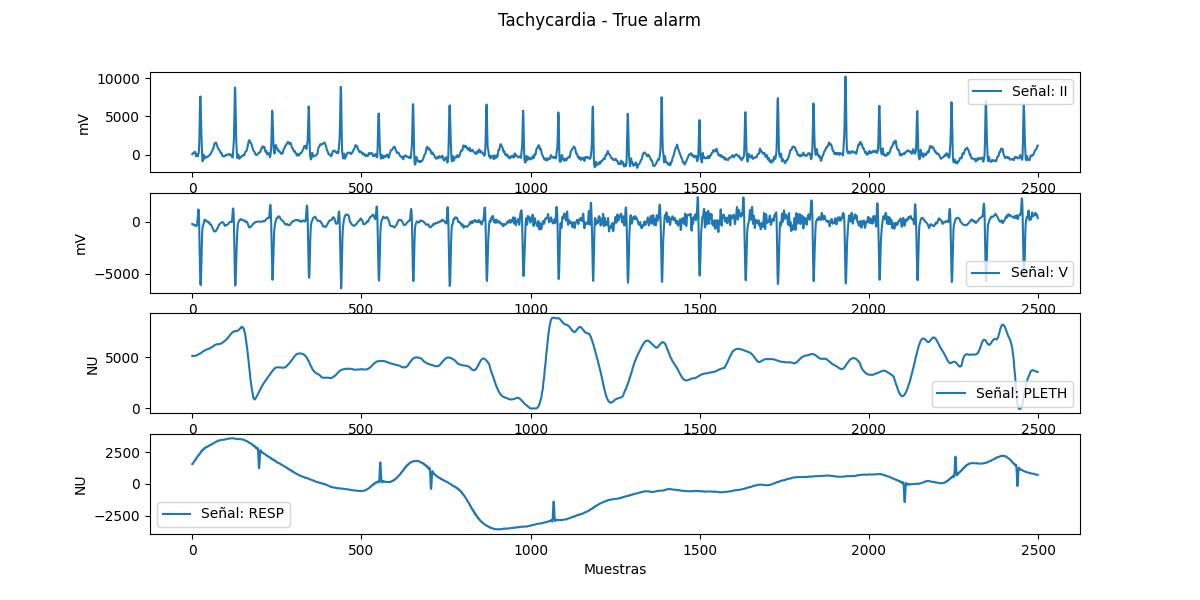 Tachycardia - True alarm
10000
5000
0
mV
Señal: II
0 500 1000 1500 2000 2500
0
−5000
mV
Señal: V
0 500 1000 1500 2000 2500
5000
0
NU
Señal: PLETH
0 500 1000 1500 2000 2500
2500
0
−2500
NU
Señal: RESP
0 500 1000 1500 2000 2500
Muestras